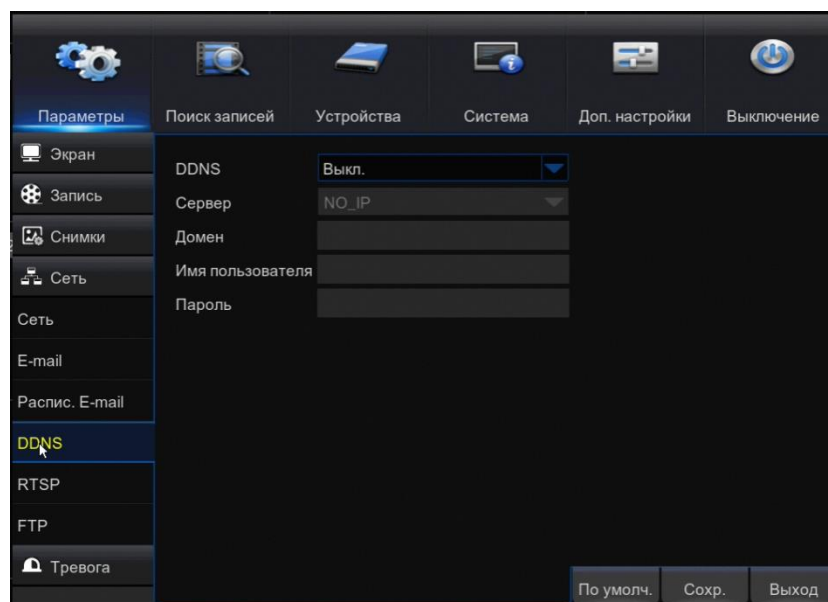 Параметры
Поиск записей
Устройства
Система
Доп. настройки
Выключение
Экран
Запись
Снимки
Сеть
Сеть
E-mail
Распис. E-mail
DDNS
RTSP
FTP
Тревога
DDNS Выкл.
Сервер NO_IP
Домен
Имя пользователя
Пароль
По умолч.
Сохр.
Выход